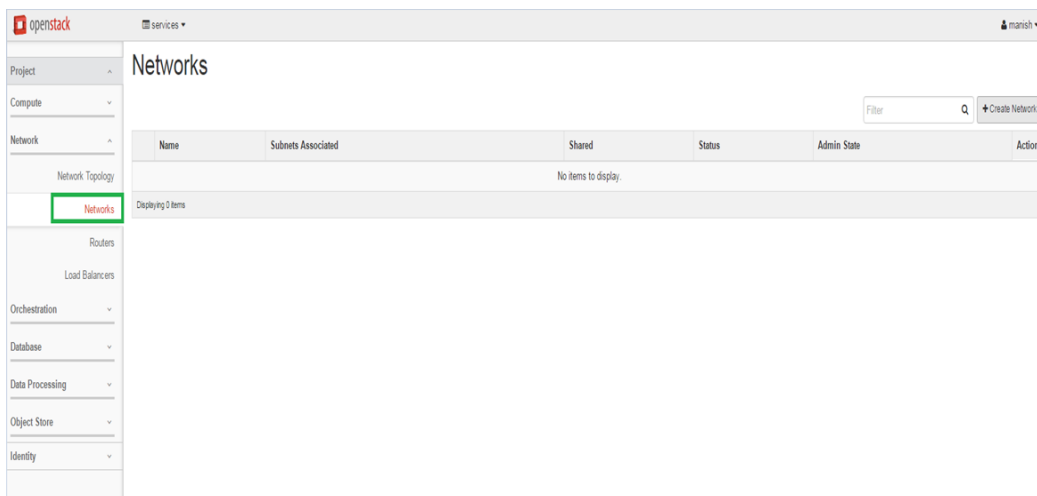 openstack services manish
Project
Networks
Compute
Filter Create Network
Network
Name Subnets Associated Shared Status Admin State Action
Network Topology
No items to display.
Networks
Displaying 0 items
Routers
Load Balancers
Orchestration
Database
Data Processing
Object Store
Identity